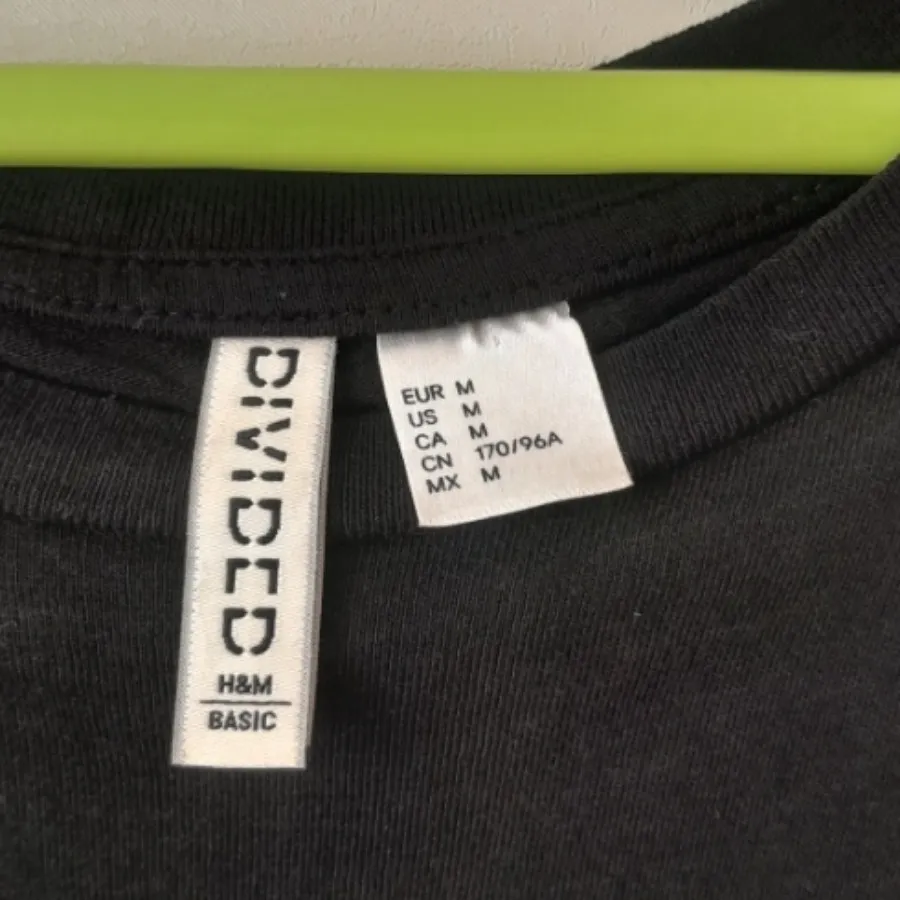 DIVIDED
H&M
BASIC
EUR M
US M
CA M
CN 170/96A
MX M